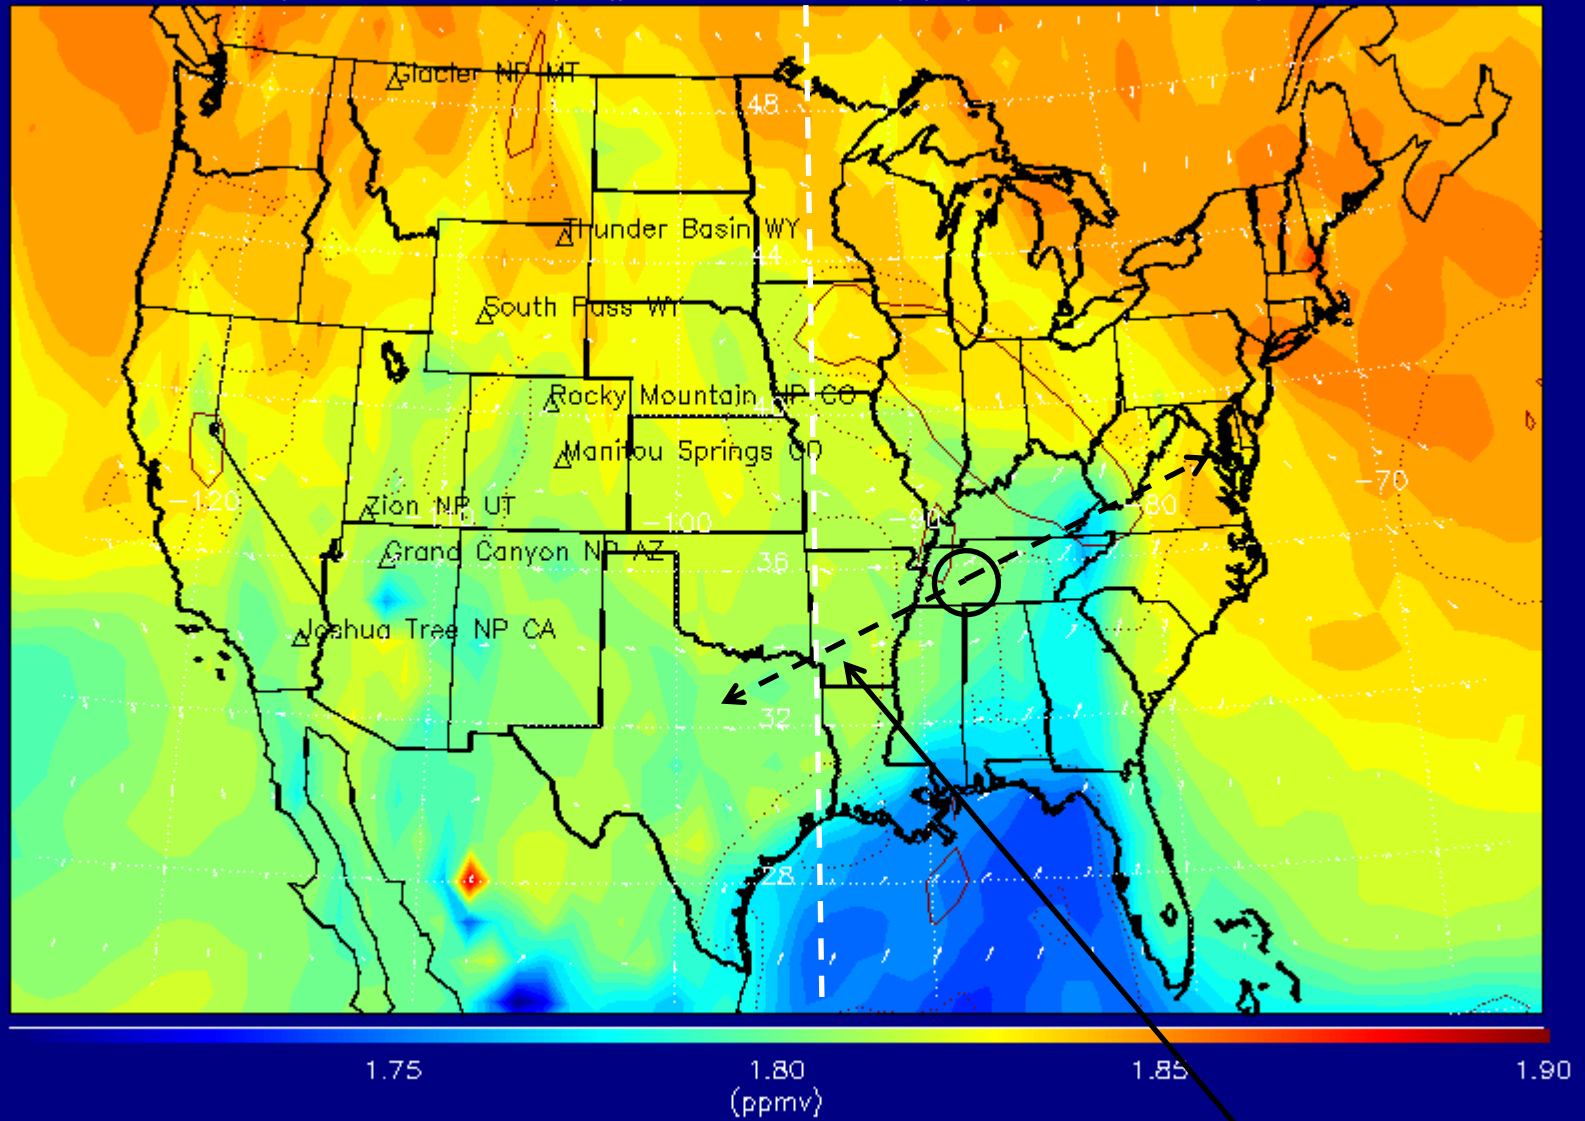 Glacier NP MT
48
Thunder Basin WY
44
South Pass WY
Rocky Mountain NP CO
40
Manitou Springs CO
-120
Zion NP UT
-110
-100
-90
-80
-70
Grand Canyon NP AZ
36
Joshua Tree NP CA
32
28
1.75
1.80
1.85
1.90
(ppmv)